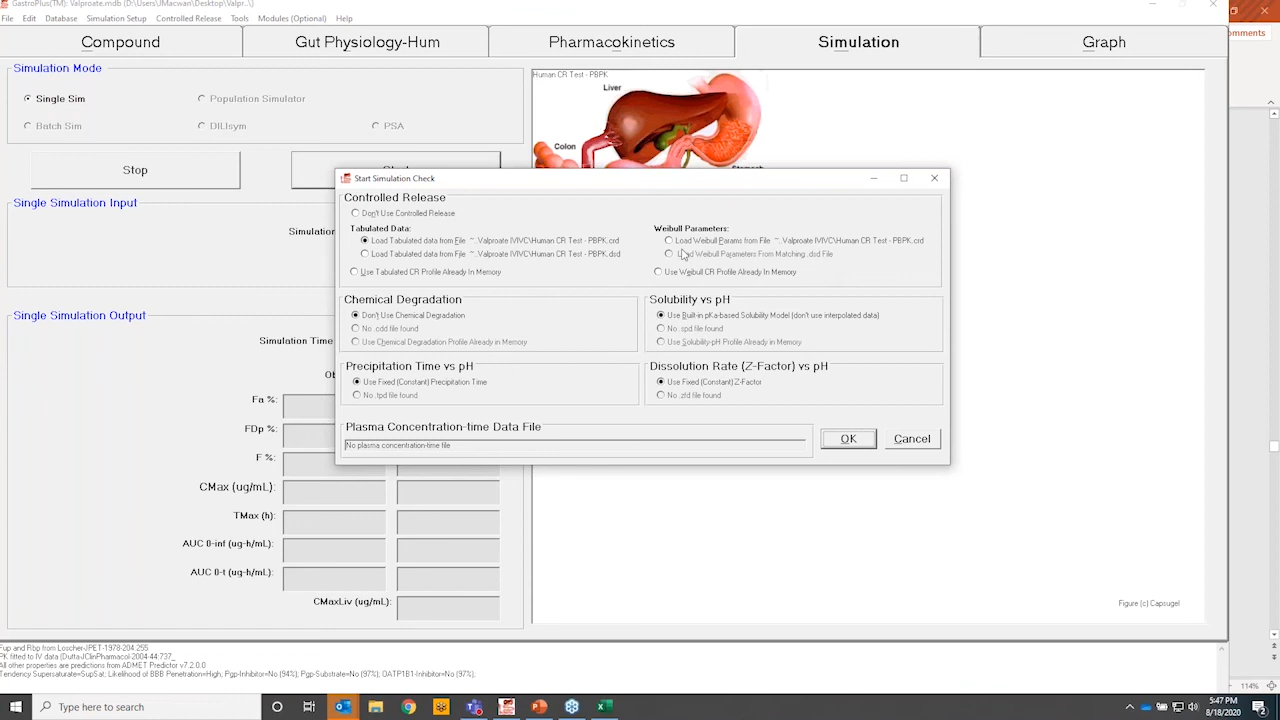 GastroPlus(TM): Valproate.mdb (D:\Users\JMacwan\Desktop\Valpr..\)
File Edit Database Simulation Setup Controlled Release Tools Modules (Optional) Help
omments
Compound Gut Physiology-Hum Pharmacokinetics Simulation Graph
Simulation Mode
Single Sim Population Simulator
Batch Sim DILIsym PSA
Stop
Human CR Test - PBPK
Liver
Colon
Single Simulation Input
Single Simulation Output
Simulation Time
Fa %:
FDp %:
F %:
CMax (ug/mL):
TMax (h):
AUC 0-inf (ug-h/mL):
AUC 0-t (ug-h/mL):
CMaxLiv (ug/mL):
Start Simulation Check
Controlled Release
Don't Use Controlled Release
Tabulated Data: Weibull Parameters:
Load Tabulated data from File ~..Valproate IVIVC\Human CR Test - PBPK.crd Load Weibull Params from File ~..Valproate IVIVC\Human CR Test - PBPK.crd
Load Tabulated data from File ~..Valproate IVIVC\Human CR Test - PBPK.dsd Load Weibull Parameters From Matching .dsd File
Use Tabulated CR Profile Already In Memory Use Weibull CR Profile Already In Memory
Chemical Degradation Solubility vs pH
Don't Use Chemical Degradation Use Built-in pKa-based Solubility Model (don't use interpolated data)
No .cdd file found No .spd file found
Use Chemical Degradation Profile Already in Memory Use Solubility-pH Profile Already in Memory
Precipitation Time vs pH Dissolution Rate (Z-Factor) vs pH
Use Fixed (Constant) Precipitation Time Use Fixed (Constant) Z-Factor
No .tpd file found No .zfd file found
Plasma Concentration-time Data File
No plasma concentration-time file
OK Cancel
Figure (c) Capsugel
Fup and Rbp from Loscher-JPET-1978-204:255
PK fitted to IV data (Dutta-JClinPharmacol-2004-44:737_
All other properties are predictions from ADMET Predictor v7.2.0.0
Tendency Supersaturate=SupSat; Likelihood of BBB Penetration=High; Pgp-Inhibitor=No (94%); Pgp-Substrate=No (97%); OATP1B1-Inhibitor=No (97%);
114%
Type here to search
5:47 PM
8/18/2020